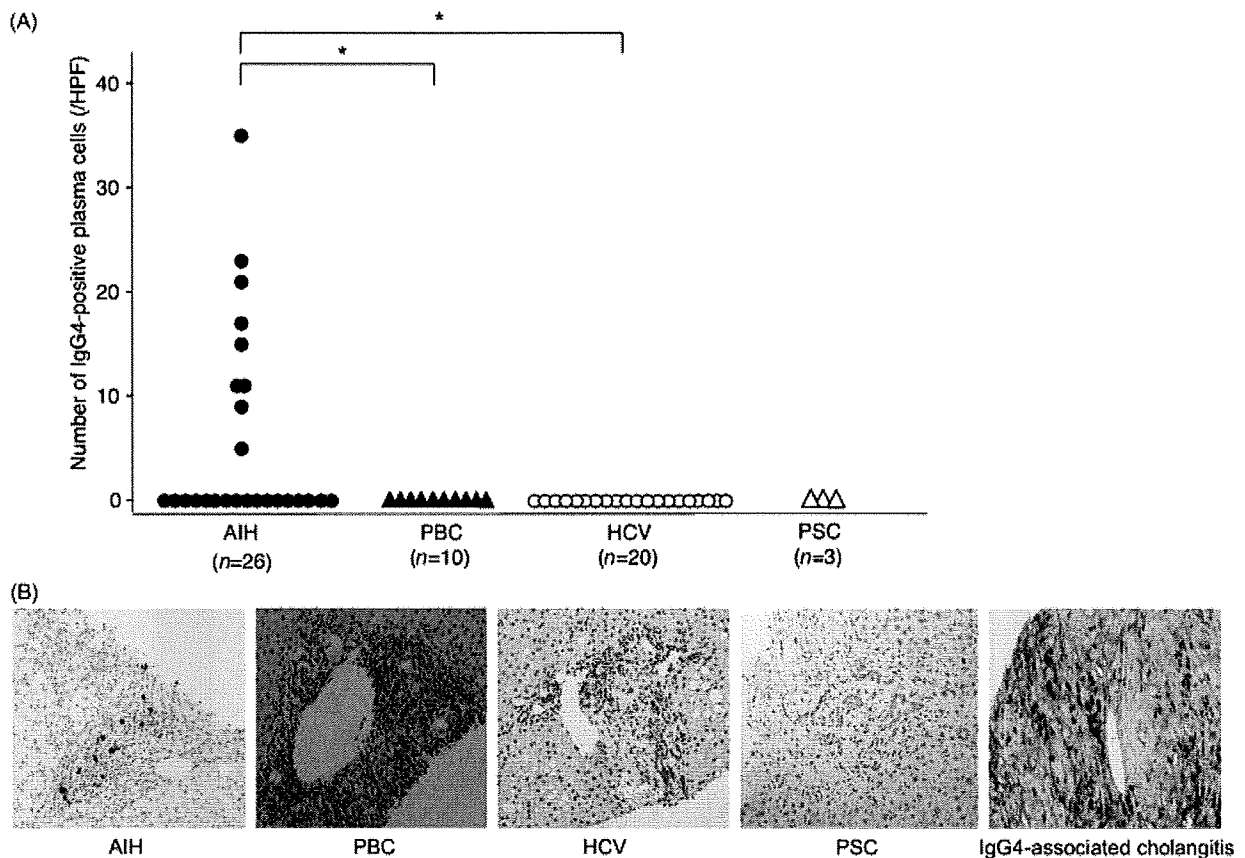 (A)
*
*
Number of IgG4-positive plasma cells (/HPF)
40
30
20
10
0
AIH PBC HCV PSC
(n=26) (n=10) (n=20) (n=3)
(B)
AIH PBC HCV PSC IgG4-associated cholangitis